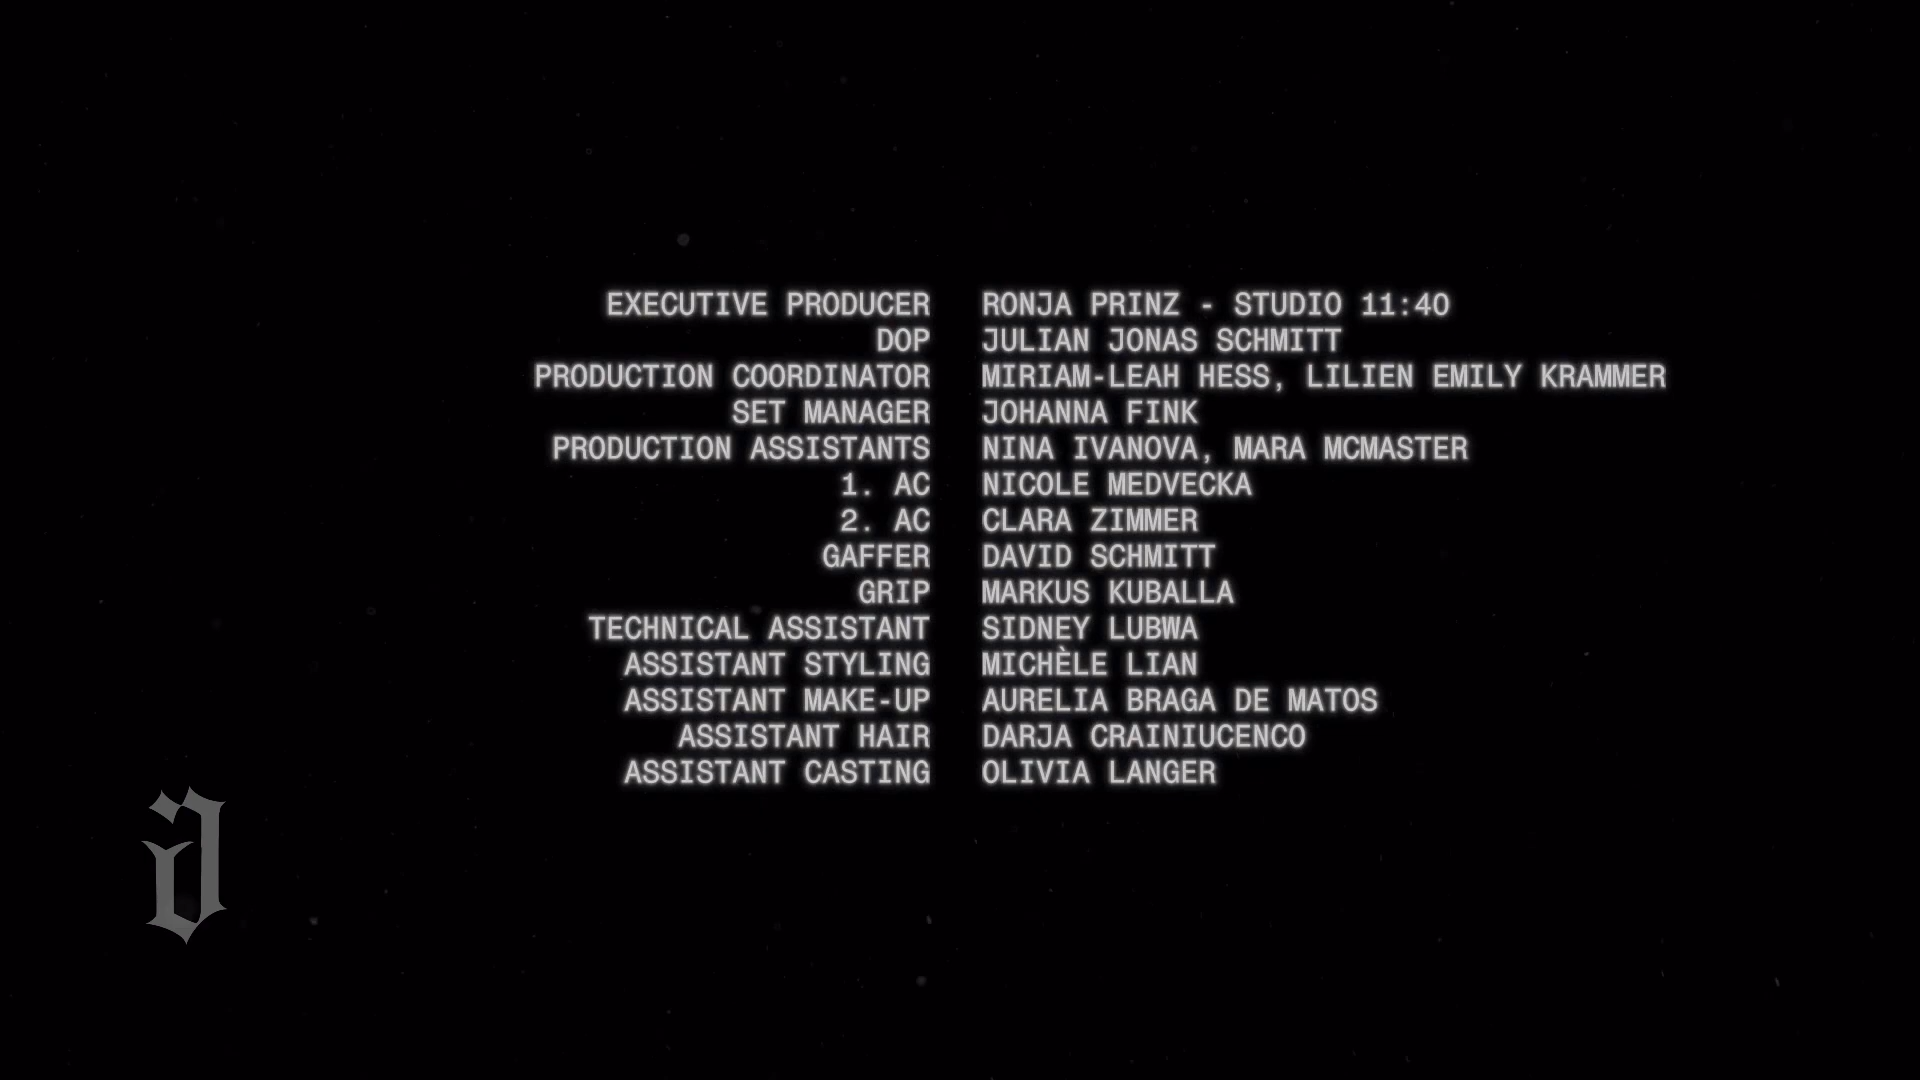 EXECUTIVE PRODUCER RONJA PRINZ - STUDIO 11:40
DOP JULIAN JONAS SCHMITT
PRODUCTION COORDINATOR MIRIAM-LEAH HESS, LILIEN EMILY KRAMMER
SET MANAGER JOHANNA FINK
PRODUCTION ASSISTANTS NINA IVANOVA, MARA MCMASTER
1. AC NICOLE MEDVECKA
2. AC CLARA ZIMMER
GAFFER DAVID SCHMITT
GRIP MARKUS KUBALLA
TECHNICAL ASSISTANT SIDNEY LUBWA
ASSISTANT STYLING MICHÈLE LIAN
ASSISTANT MAKE-UP AURELIA BRAGA DE MATOS
ASSISTANT HAIR DARJA CRAINIUCENCO
ASSISTANT CASTING OLIVIA LANGER